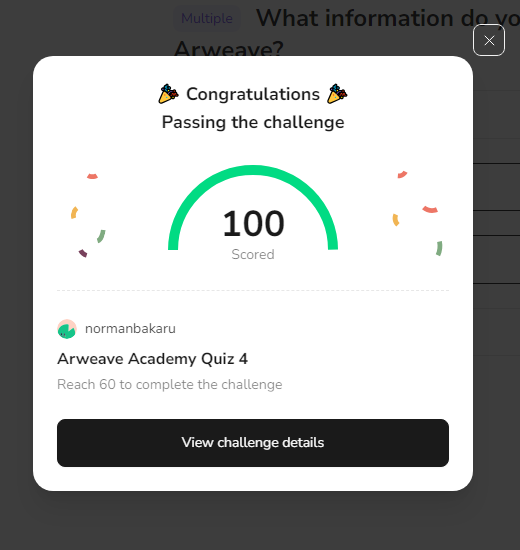 Multiple What information do yo
Arweave?
Congratulations
Passing the challenge
100
Scored
normanbakaru
Arweave Academy Quiz 4
Reach 60 to complete the challenge
View challenge details